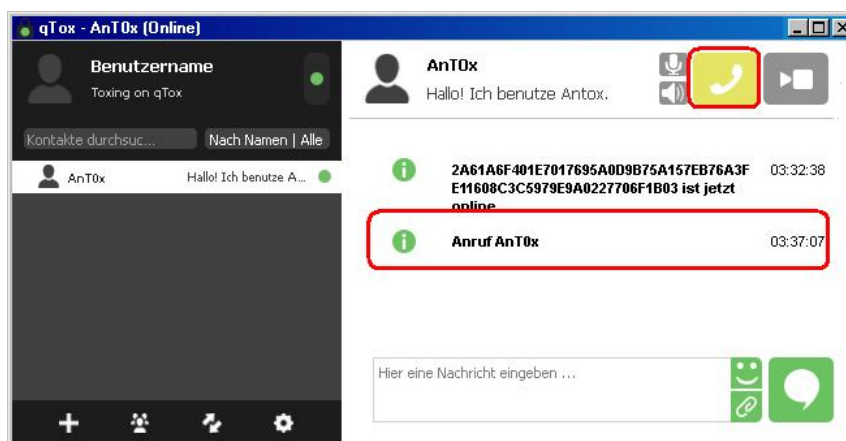 qTox - AnT0x (Online)
Benutzername
Toxing on qTox
Kontakte durchsuc...
Nach Namen | Alle
AnT0x
Hallo! Ich benutze A...
AnT0x
Hallo! Ich benutze Antox.
2A61A6F401E7017695A0D9B75A157EB76A3F
E11608C3C5979E9A0227706F1B03 ist jetzt
online
03:32:38
Anruf AnT0x
03:37:07
Hier eine Nachricht eingeben ...